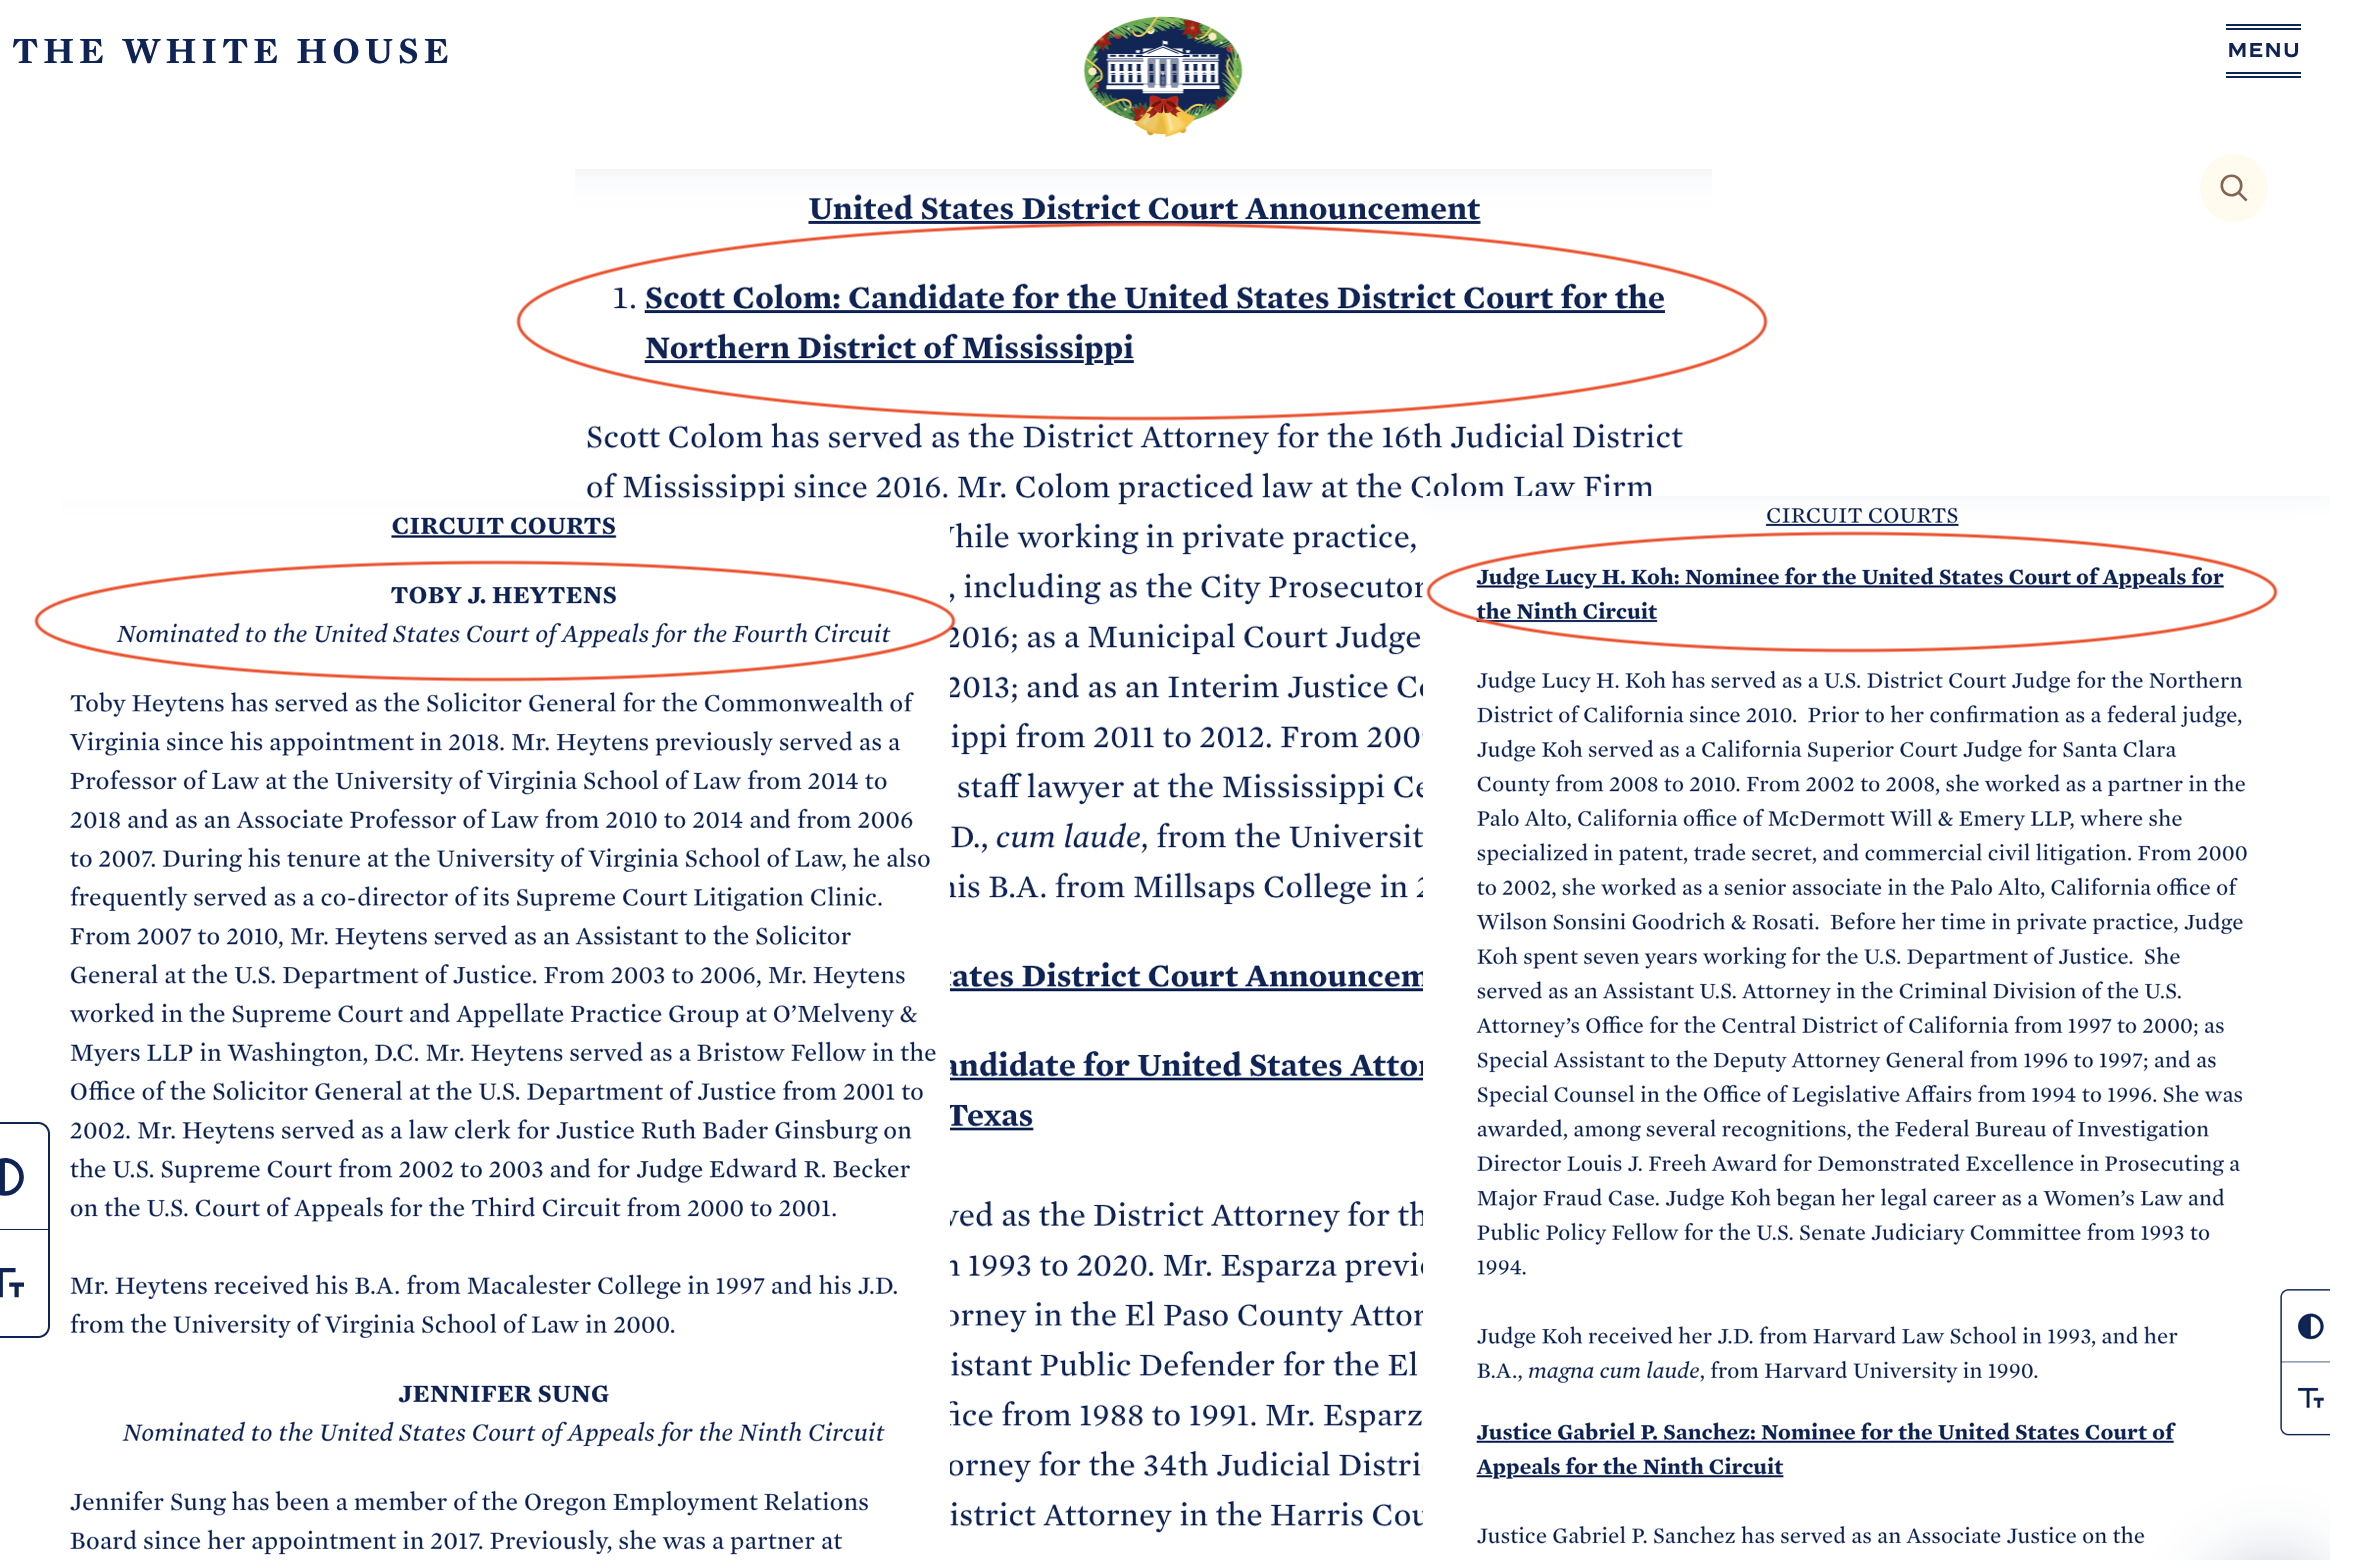 THE WHITE HOUSE
MENU
United States District Court Announcement
1. Scott Colom: Candidate for the United States District Court for the
Northern District of Mississippi
Scott Colom has served as the District Attorney for the 16th Judicial District
of Mississippi since 2016. Mr. Colom practiced law at the Colom Law Firm
CIRCUIT COURTS
TOBY J. HEYTENS
Nominated to the United States Court of Appeals for the Fourth Circuit
Toby Heytens has served as the Solicitor General for the Commonwealth of
Virginia since his appointment in 2018. Mr. Heytens previously served as a
Professor of Law at the University of Virginia School of Law from 2014 to
2018 and as an Associate Professor of Law from 2010 to 2014 and from 2006
to 2007. During his tenure at the University of Virginia School of Law, he also
frequently served as a co-director of its Supreme Court Litigation Clinic.
From 2007 to 2010, Mr. Heytens served as an Assistant to the Solicitor
General at the U.S. Department of Justice. From 2003 to 2006, Mr. Heytens
worked in the Supreme Court and Appellate Practice Group at O’Melveny &
Myers LLP in Washington, D.C. Mr. Heytens served as a Bristow Fellow in the
Office of the Solicitor General at the U.S. Department of Justice from 2001 to
2002. Mr. Heytens served as a law clerk for Justice Ruth Bader Ginsburg on
the U.S. Supreme Court from 2002 to 2003 and for Judge Edward R. Becker
on the U.S. Court of Appeals for the Third Circuit from 2000 to 2001.
Mr. Heytens received his B.A. from Macalester College in 1997 and his J.D.
from the University of Virginia School of Law in 2000.
JENNIFER SUNG
Nominated to the United States Court of Appeals for the Ninth Circuit
Jennifer Sung has been a member of the Oregon Employment Relations
Board since her appointment in 2017. Previously, she was a partner at
hile working in private practice,
, including as the City Prosecutor
2016; as a Municipal Court Judge
2013; and as an Interim Justice C
ippi from 2011 to 2012. From 200
staff lawyer at the Mississippi Ce
D., cum laude, from the Universit
his B.A. from Millsaps College in 2
tates District Court Announcem
andidate for United States Attor
Texas
ved as the District Attorney for th
n 1993 to 2020. Mr. Esparza previ
orney in the El Paso County Attor
istant Public Defender for the El
fice from 1988 to 1991. Mr. Esparz
orney for the 34th Judicial Distri
istrict Attorney in the Harris Cou
CIRCUIT COURTS
Judge Lucy H. Koh: Nominee for the United States Court of Appeals for
the Ninth Circuit
Judge Lucy H. Koh has served as a U.S. District Court Judge for the Northern
District of California since 2010. Prior to her confirmation as a federal judge,
Judge Koh served as a California Superior Court Judge for Santa Clara
County from 2008 to 2010. From 2002 to 2008, she worked as a partner in the
Palo Alto, California office of McDermott Will & Emery LLP, where she
specialized in patent, trade secret, and commercial civil litigation. From 2000
to 2002, she worked as a senior associate in the Palo Alto, California office of
Wilson Sonsini Goodrich & Rosati. Before her time in private practice, Judge
Koh spent seven years working for the U.S. Department of Justice. She
served as an Assistant U.S. Attorney in the Criminal Division of the U.S.
Attorney’s Office for the Central District of California from 1997 to 2000; as
Special Assistant to the Deputy Attorney General from 1996 to 1997; and as
Special Counsel in the Office of Legislative Affairs from 1994 to 1996. She was
awarded, among several recognitions, the Federal Bureau of Investigation
Director Louis J. Freeh Award for Demonstrated Excellence in Prosecuting a
Major Fraud Case. Judge Koh began her legal career as a Women’s Law and
Public Policy Fellow for the U.S. Senate Judiciary Committee from 1993 to
1994.
Judge Koh received her J.D. from Harvard Law School in 1993, and her
B.A., magna cum laude, from Harvard University in 1990.
Justice Gabriel P. Sanchez: Nominee for the United States Court of
Appeals for the Ninth Circuit
Justice Gabriel P. Sanchez has served as an Associate Justice on the